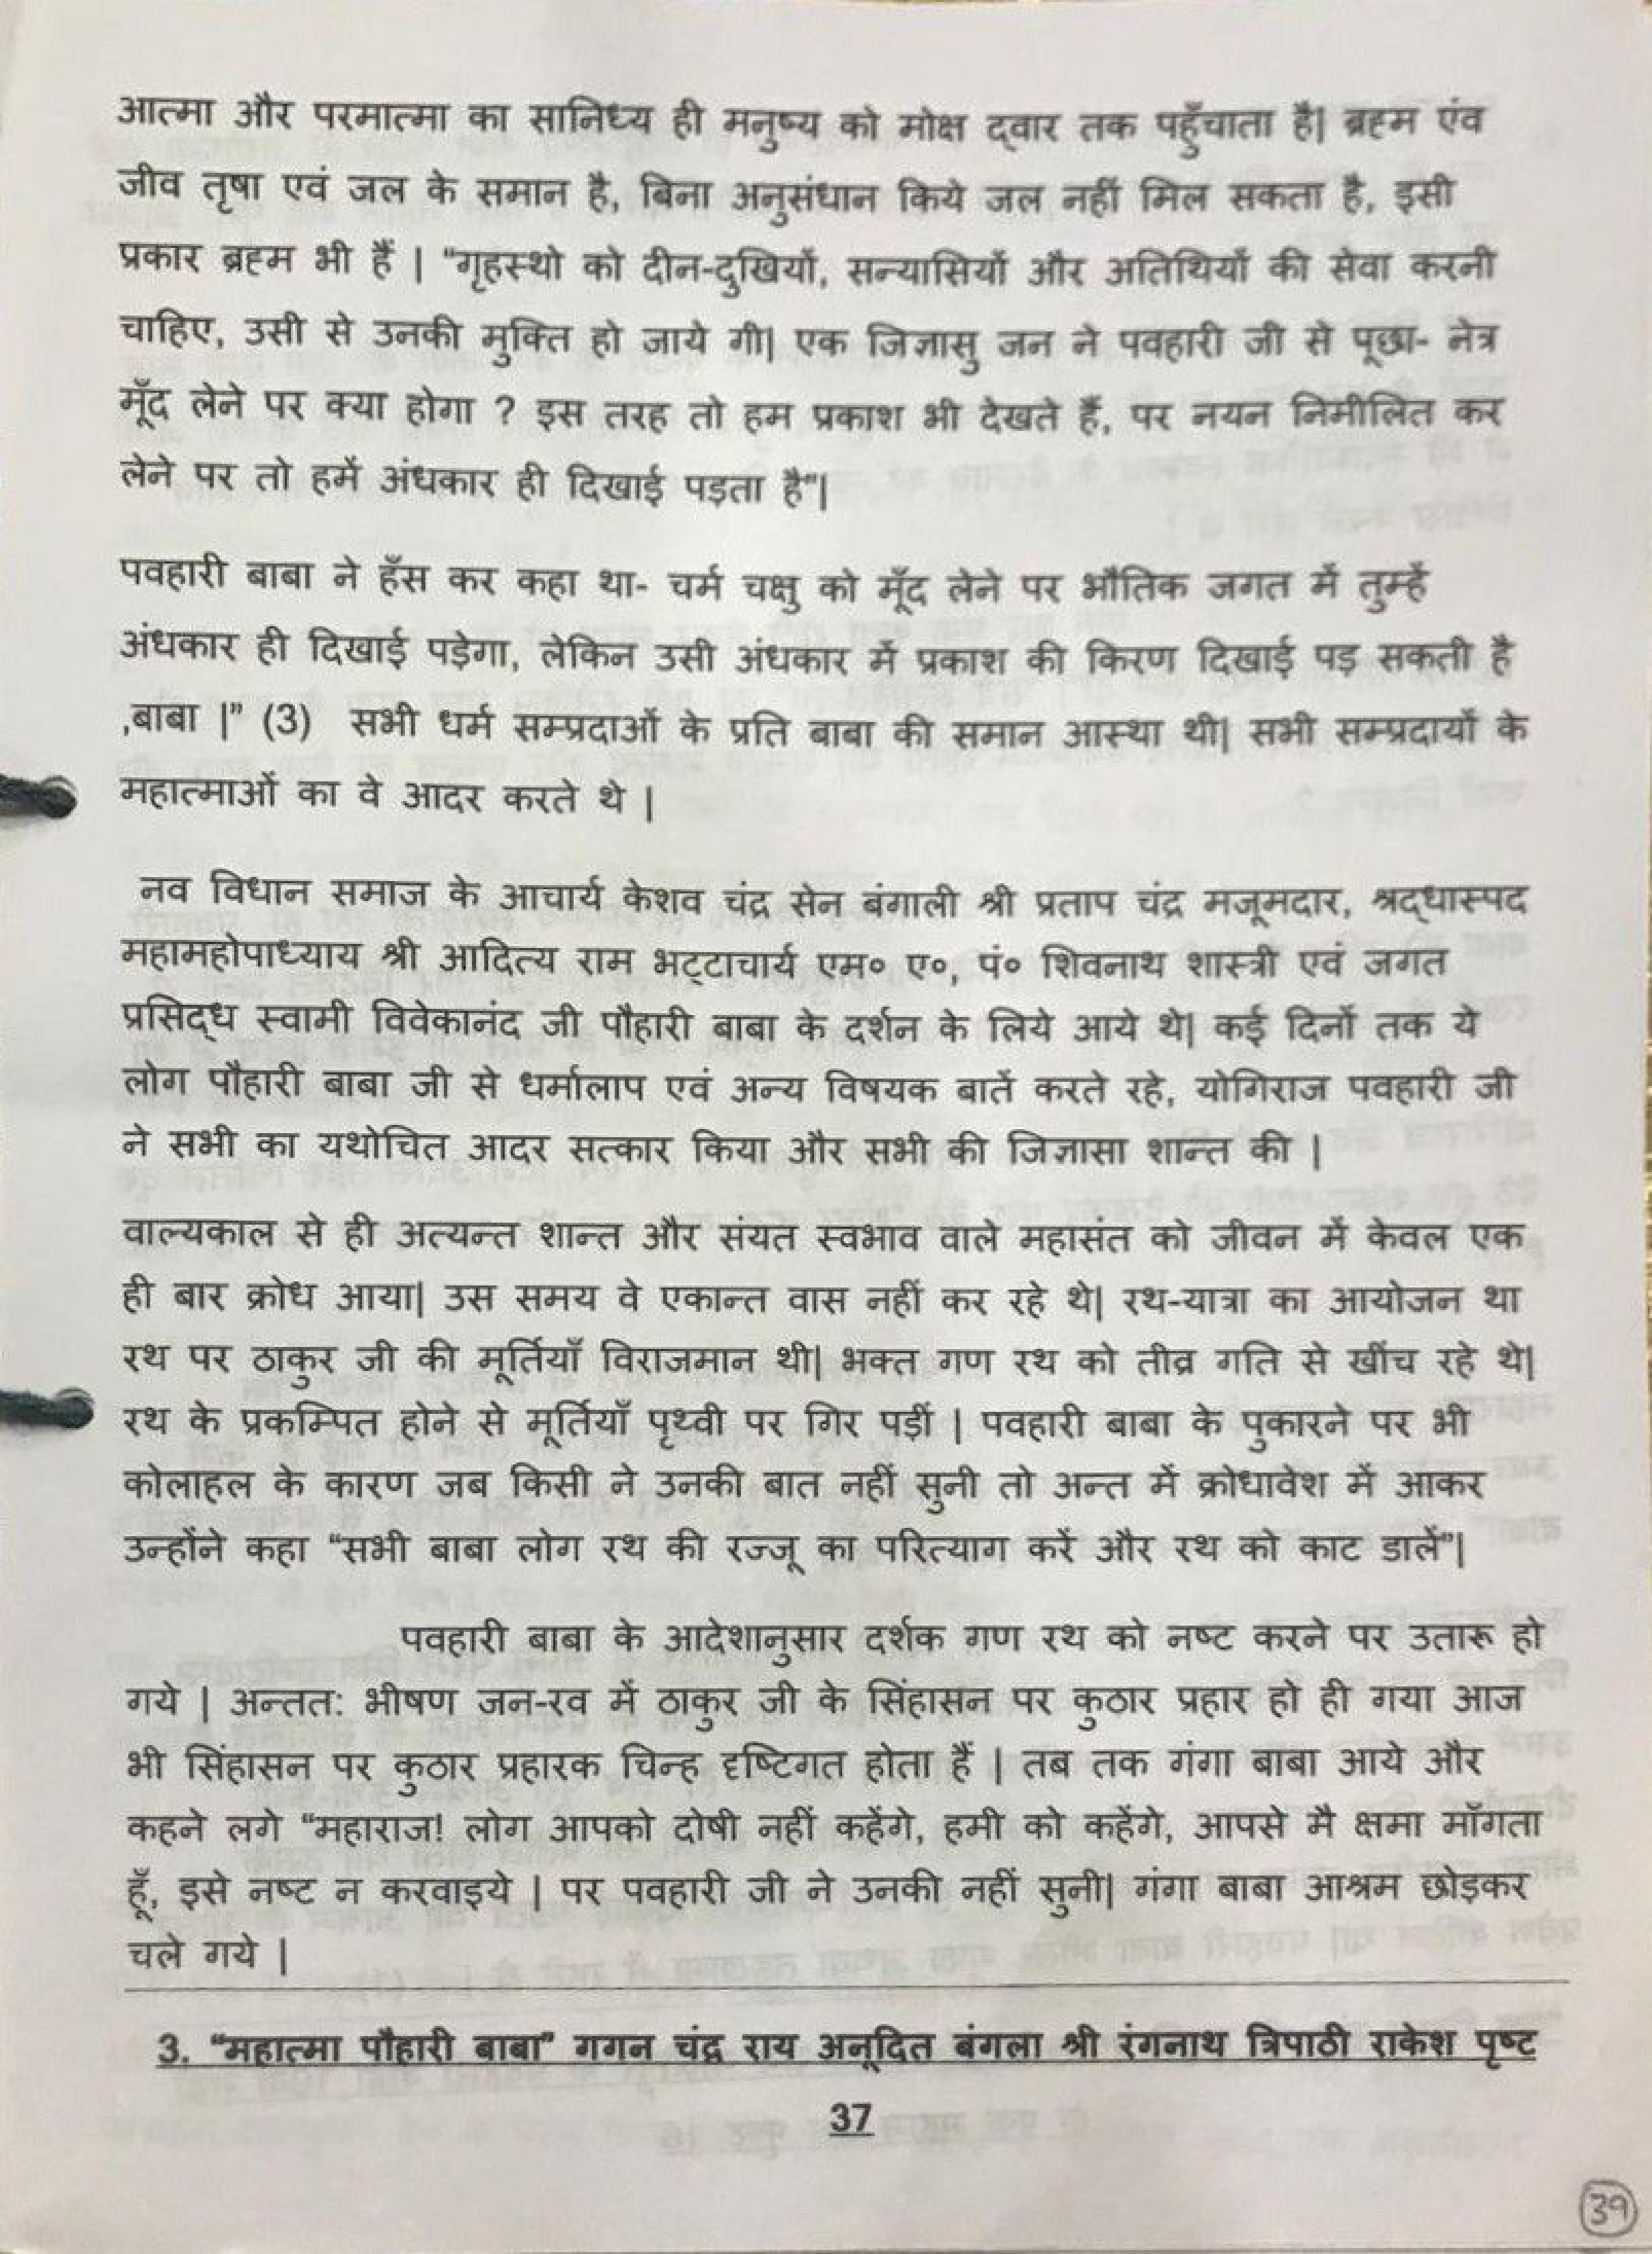 आत्मा और परमात्मा का सानिध्य ही मनुष्य को मोक्ष द्वार तक पहुँचाता है| ब्रह्म एंव
जीव तृषा एवं जल के समान है, बिना अनुसंधान किये जल नहीं मिल सकता है, इसी
प्रकार ब्रह्म भी हैं | "गृहस्थो को दीन-दुखियों, सन्यासियों और अतिथियों की सेवा करनी
चाहिए, उसी से उनकी मुक्ति हो जाये गी| एक जिज्ञासु जन ने पवहारी जी से पूछा- नेत्र
मूँद लेने पर क्या होगा ? इस तरह तो हम प्रकाश भी देखते हैं, पर नयन निमीलित कर
लेने पर तो हमें अंधकार ही दिखाई पड़ता है"|
पवहारी बाबा ने हँस कर कहा था- चर्म चक्षु को मूँद लेने पर भौतिक जगत में तुम्हें
अंधकार ही दिखाई पड़ेगा, लेकिन उसी अंधकार में प्रकाश की किरण दिखाई पड़ सकती है
,बाबा |" (3) सभी धर्म सम्प्रदाओं के प्रति बाबा की समान आस्था थी| सभी सम्प्रदायों के
महात्माओं का वे आदर करते थे |
नव विधान समाज के आचार्य केशव चंद्र सेन बंगाली श्री प्रताप चंद्र मजूमदार, श्रद्धास्पद
महामहोपाध्याय श्री आदित्य राम भट्टाचार्य एम० ए०, पं० शिवनाथ शास्त्री एवं जगत
प्रसिद्ध स्वामी विवेकानंद जी पौहारी बाबा के दर्शन के लिये आये थे| कई दिनों तक ये
लोग पौहारी बाबा जी से धर्मालाप एवं अन्य विषयक बातें करते रहे, योगिराज पवहारी जी
ने सभी का यथोचित आदर सत्कार किया और सभी की जिज्ञासा शान्त की |
वाल्यकाल से ही अत्यन्त शान्त और संयत स्वभाव वाले महासंत को जीवन में केवल एक
ही बार क्रोध आया| उस समय वे एकान्त वास नहीं कर रहे थे| रथ-यात्रा का आयोजन था
रथ पर ठाकुर जी की मूर्तियाँ विराजमान थी| भक्त गण रथ को तीव्र गति से खींच रहे थे|
रथ के प्रकम्पित होने से मूर्तियाँ पृथ्वी पर गिर पड़ीं | पवहारी बाबा के पुकारने पर भी
कोलाहल के कारण जब किसी ने उनकी बात नहीं सुनी तो अन्त में क्रोधावेश में आकर
उन्होंने कहा "सभी बाबा लोग रथ की रज्जू का परित्याग करें और रथ को काट डालें"|
पवहारी बाबा के आदेशानुसार दर्शक गण रथ को नष्ट करने पर उतारू हो
गये | अन्तत: भीषण जन-रव में ठाकुर जी के सिंहासन पर कुठार प्रहार हो ही गया आज
भी सिंहासन पर कुठार प्रहारक चिन्ह दृष्टिगत होता हैं | तब तक गंगा बाबा आये और
कहने लगे "महाराज! लोग आपको दोषी नहीं कहेंगे, हमी को कहेंगे, आपसे मै क्षमा माँगता
हूँ, इसे नष्ट न करवाइये | पर पवहारी जी ने उनकी नहीं सुनी| गंगा बाबा आश्रम छोड़कर
चले गये |
3. "महात्मा पौहारी बाबा" गगन चंद्र राय अनूदित बंगला श्री रंगनाथ त्रिपाठी राकेश पृष्ट
37
39